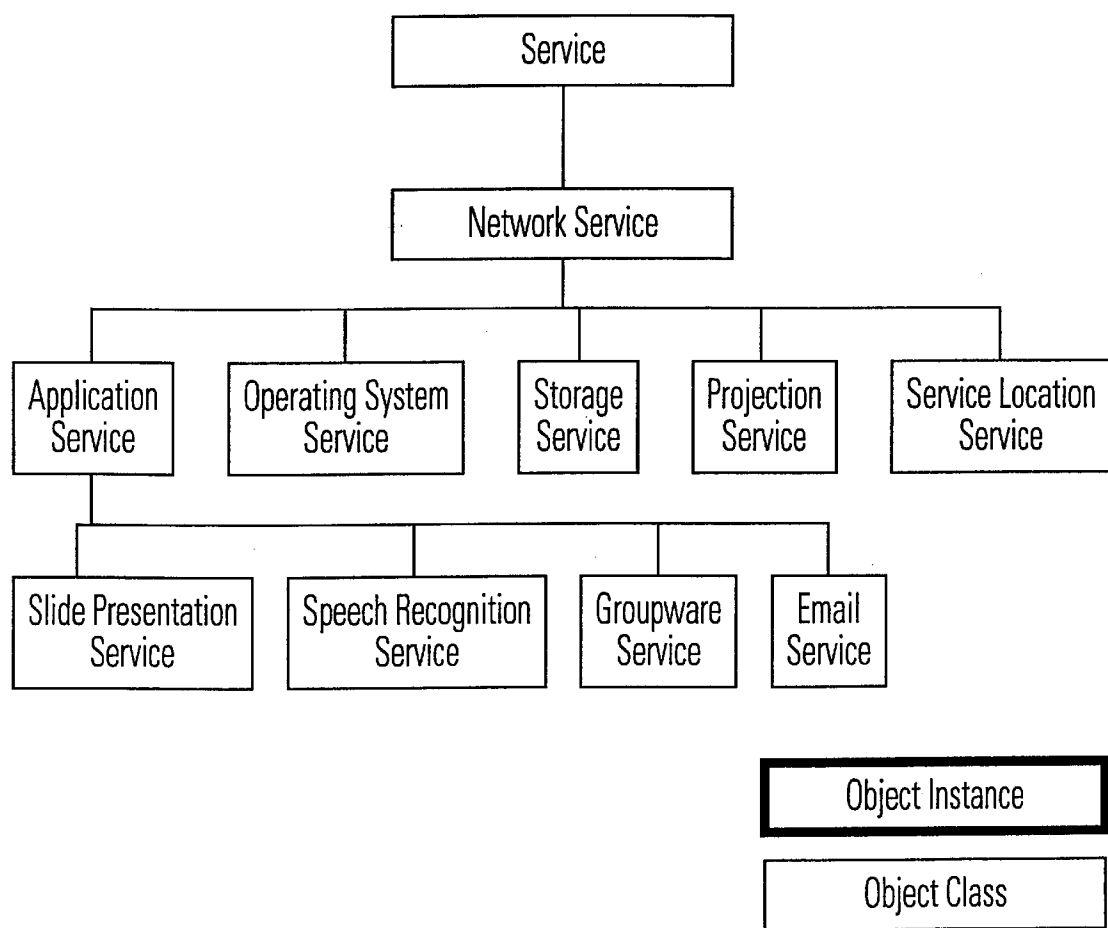 Service
Network Service
Application
Service
Operating System
Service
Storage
Service
Projection
Service
Service Location
Service
Slide Presentation
Service
Speech Recognition
Service
Groupware
Service
Email
Service
Object Instance
Object Class